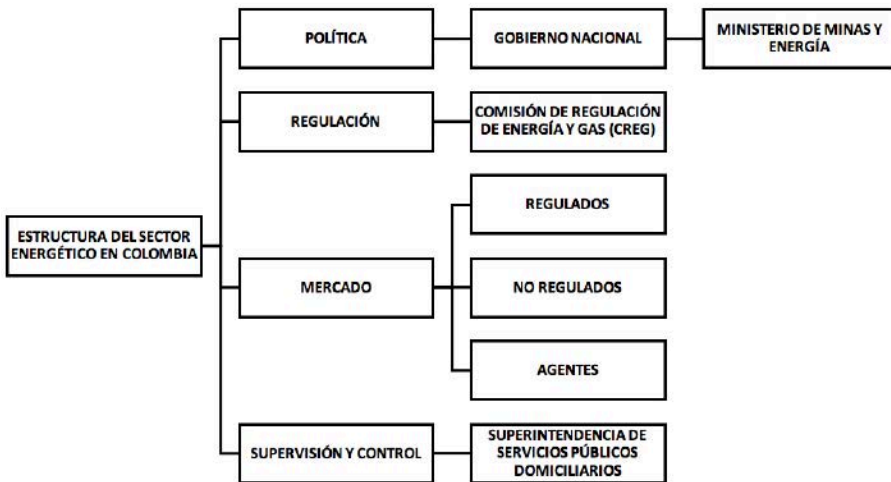 POLÍTICA
GOBIERNO NACIONAL
MINISTERIO DE MINAS Y
ENERGÍA
REGULACIÓN
COMISIÓN DE REGULACIÓN
DE ENERGÍA Y GAS (CREG)
ESTRUCTURA DEL SECTOR
ENERGÉTICO EN COLOMBIA
MERCADO
REGULADOS
NO REGULADOS
AGENTES
SUPERVISIÓN Y CONTROL
SUPERINTENDENCIA DE
SERVICIOS PÚBLICOS
DOMICILIARIOS